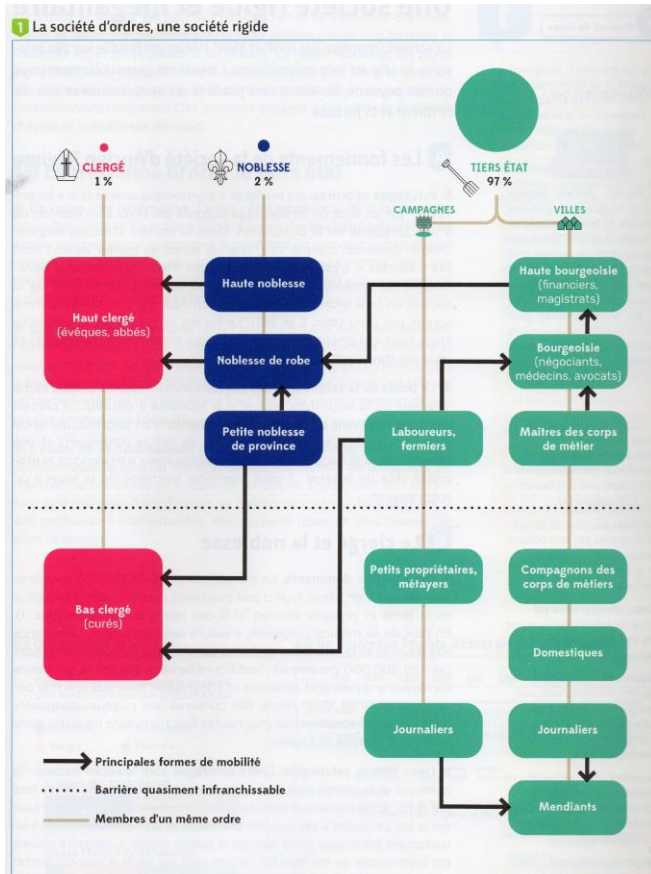 1 La société d'ordres, une société rigide
CLERGÉ
1 %
NOBLESSE
2 %
TIERS ÉTAT
97 %
CAMPAGNES
VILLES
Haut clergé
(évêques, abbés)
Haute noblesse
Haute bourgeoisie
(financiers,
magistrats)
Noblesse de robe
Bourgeoisie
(négociants,
médecins, avocats)
Petite noblesse
de province
Laboureurs,
fermiers
Maîtres des corps
de métier
Bas clergé
(curés)
Petits propriétaires,
métayers
Compagnons des
corps de métiers
Domestiques
Journaliers
Journaliers
Mendiants
Principales formes de mobilité
Barrière quasiment infranchissable
Membres d'un même ordre